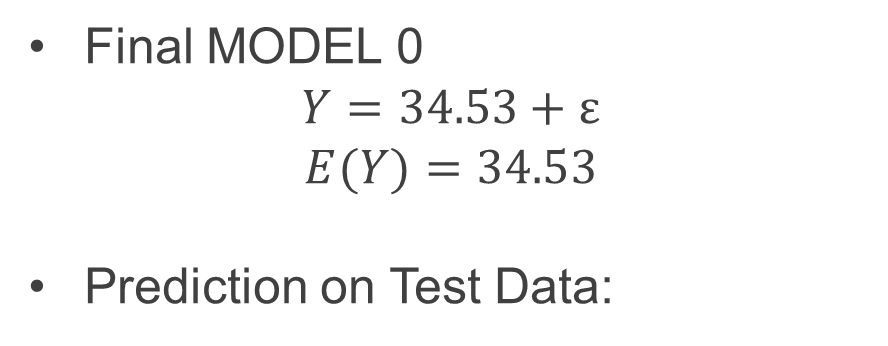 • Final MODEL 0
Y = 34.53 + ε
E(Y) = 34.53
• Prediction on Test Data: